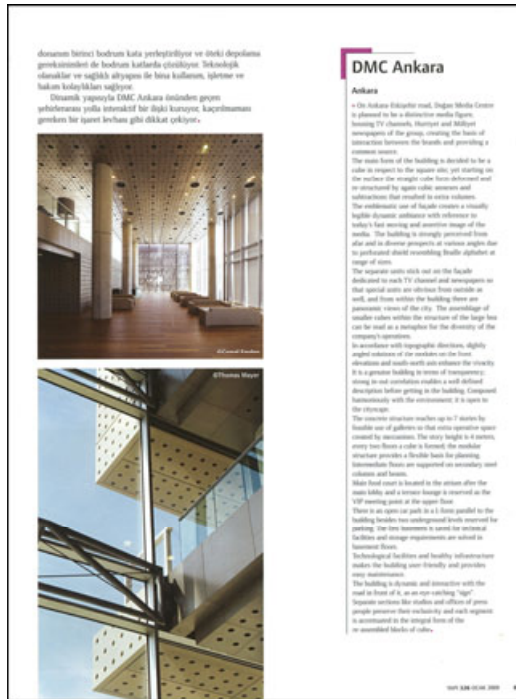 donanım birinci bodrum kata yerleştiriliyor ve öteki depolama
gereksinimleri de bodrum katlarda çözülüyor. Teknolojik
olanaklar ve sağlıklı altyapısı ile bina kullanım, işletme ve
bakım kolaylıkları sağlıyor.
Dinamik yapısıyla DMC Ankara önünden geçen
şehirlerarası yolla interaktif bir ilişki kuruyor, kaçırılmaması
gereken bir işaret levhası gibi dikkat çekiyor.
©Cemal Emden
©Thomas Mayer
DMC Ankara
Ankara
On Ankara-Eskişehir road, Doğan Media Centre
is planned to be a distinctive media figure,
housing TV channels, Hurriyet and Milliyet
newspapers of the group, creating the basis of
interaction between the brands and providing a
common source.
The main form of the building is decided to be a
cube in respect to the square site; yet starting on
the surface the straight cube form deformed and
re-structured by again cubic annexes and
subtractions that resulted in extra volumes.
The emblematic use of façade creates a visually
legible dynamic ambiance with reference to
today's fast moving and assertive image of the
media. The building is strongly perceived from
afar and in diverse prospects at various angles due
to perforated shield resembling Braille alphabet at
range of sizes.
The separate units stick out on the façade
dedicated to each TV channel and newspapers so
that special units are obvious from outside as
well, and from within the building there are
panoramic views of the city. The assemblage of
smaller cubes within the structure of the large box
can be read as a metaphor for the diversity of the
company's operations.
In accordance with topographic directions, slightly
angled rotations of the modules on the front
elevations and south-north axis enhance the vivacity.
It is a genuine building in terms of transparency;
strong in-out correlation enables a well defined
description before getting in the building. Composed
harmoniously with the environment; it is open to
the cityscape.
The concrete structure reaches up to 7 stories by
feasible use of galleries so that extra operative space
created by mezzanines. The story height is 4 meters,
every two floors a cube is formed; the modular
structure provides a flexible basis for planning.
Intermediate floors are supported on secondary steel
columns and beams.
Main food court is located in the atrium after the
main lobby and a terrace lounge is reserved as the
VIP meeting point at the upper floor.
There is an open car park in a L form parallel to the
building besides two underground levels reserved for
parking. The first basement is saved for technical
facilities and storage requirements are solved in
basement floors.
Technological facilities and healthy infrastructure
makes the building user-friendly and provides
easy maintenance.
The building is dynamic and interactive with the
road in front of it, as an eye-catching "sign"
Separate sections like studios and offices of press
people preserve their exclusivity and each segment
is accentuated in the integral form of the
re-assembled blocks of cube.
YAPI 326 OCAK 2009